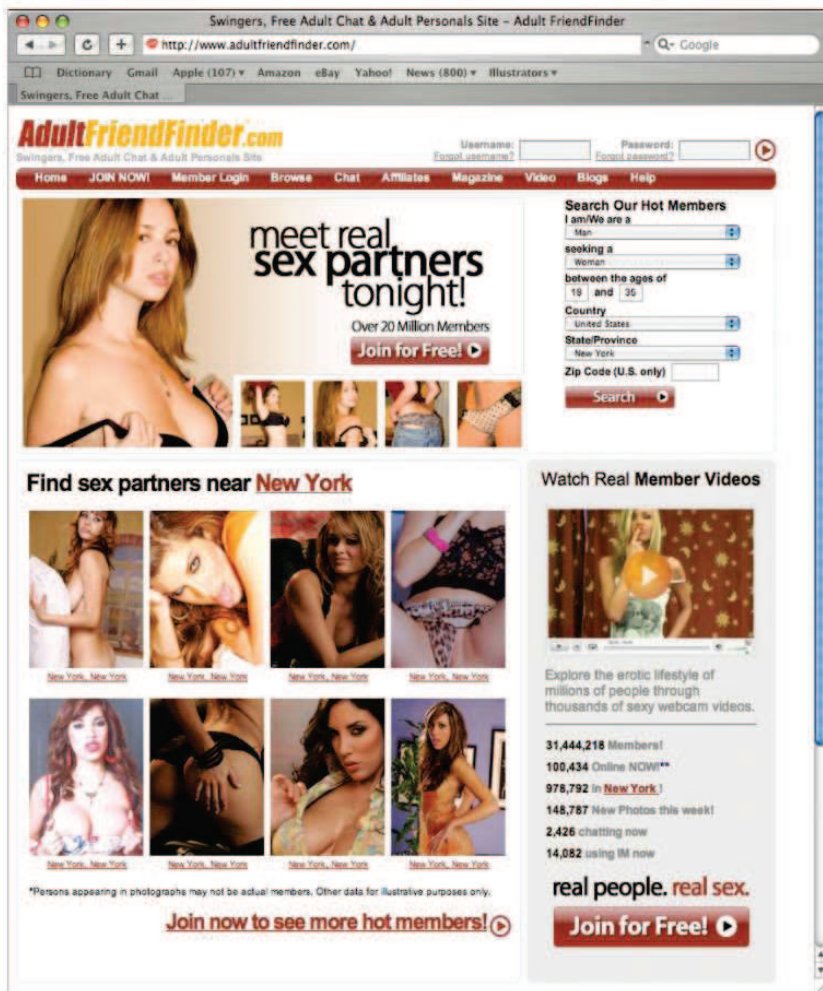 Swingers, Free Adult Chat & Adult Personals Site – Adult FriendFinder
http://www.adultfriendfinder.com/
Google
Dictionary Gmail Apple (107) Amazon eBay Yahoo! News (800) Illustrators
Swingers, Free Adult Chat ...
AdultFriendFinder.com
Swingers, Free Adult Chat & Adult Personals Site
Username: Password:
Forgot username? Forgot password?
Home JOIN NOW! Member Login Browse Chat Affiliates Magazine Video Blogs Help
meet real
sex partners
tonight!
Over 20 Million Members
Join for Free!
Search Our Hot Members
I am/We are a
Man
seeking a
Woman
between the ages of
18 and 35
Country
United States
State/Province
New York
Zip Code (U.S. only)
Search
Find sex partners near New York
New York, New York New York, New York New York, New York New York, New York
New York, New York New York, New York New York, New York New York, New York
*Persons appearing in photographs may not be actual members. Other data for illustrative purposes only.
Join now to see more hot members!
Watch Real Member Videos
Explore the erotic lifestyle of
millions of people through
thousands of sexy webcam videos.
31,444,218 Members!
100,434 Online NOW!**
978,792 in New York !
148,787 New Photos this week!
2,426 chatting now
14,082 using IM now
real people. real sex.
Join for Free!